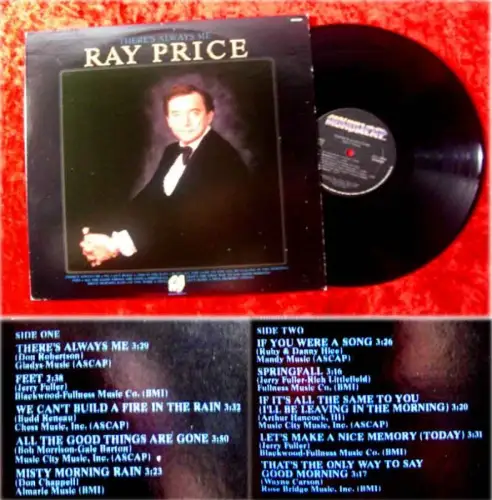 THERE'S ALWAYS ME
RAY PRICE
SIDE ONE
THERE'S ALWAYS ME 3:29
(Don Robertson)
Gladys Music (ASCAP)
FEET 2:38
(Jerry Fuller)
Blackwood-Fullness Music Co. (BMI)
WE CAN'T BUILD A FIRE IN THE RAIN 3:32
(Budd Reneau)
Chess Music, Inc. (ASCAP)
ALL THE GOOD THINGS ARE GONE 3:50
(Bob Morrison-Gale Barton)
Music City Music, Inc. (ASCAP)
MISTY MORNING RAIN 3:23
(Don Chappell)
Almarie Music (BMI)
SIDE TWO
IF YOU WERE A SONG 3:26
(Ruby & Danny Hice)
Mandy Music (ASCAP)
SPRINGFALL 3:16
(Jerry Fuller-Rich Littlefield)
Fullness Music (BMI)
IF IT'S ALL THE SAME TO YOU
(I'LL BE LEAVING IN THE MORNING) 3:20
(Arthur Hancock, III)
Music City Music, Inc. (ASCAP)
LET'S MAKE A NICE MEMORY (TODAY) 3:31
(Jerry Fuller)
Blackwood-Fullness Music Co. (BMI)
THAT'S THE ONLY WAY TO SAY
GOOD MORNING 3:17
(Wayne Carson)
Rose Bridge Music, Inc. (BMI)